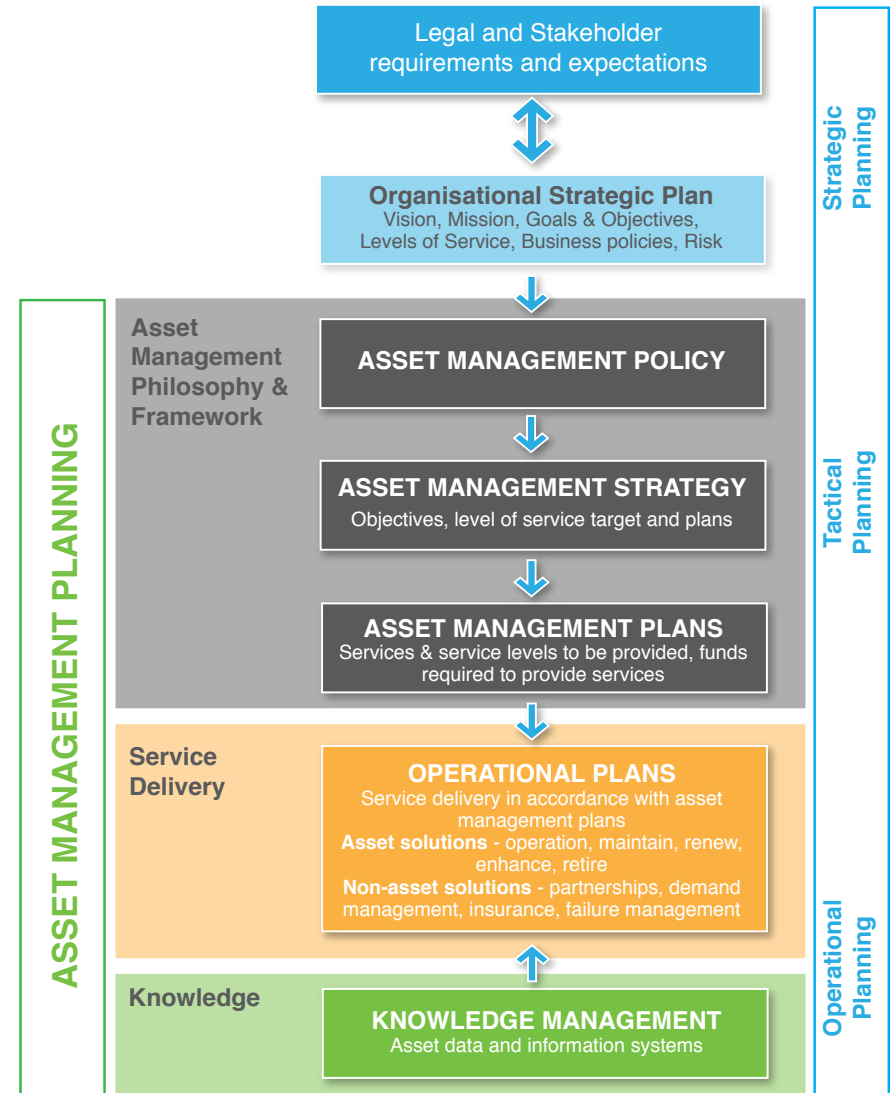 Legal and Stakeholder
requirements and expectations
Organisational Strategic Plan
Vision, Mission, Goals & Objectives,
Levels of Service, Business policies, Risk
Strategic
Planning
ASSET MANAGEMENT PLANNING
Asset
Management
Philosophy &
Framework
ASSET MANAGEMENT POLICY
ASSET MANAGEMENT STRATEGY
Objectives, level of service target and plans
ASSET MANAGEMENT PLANS
Services & service levels to be provided, funds
required to provide services
Tactical
Planning
Service
Delivery
OPERATIONAL PLANS
Service delivery in accordance with asset
management plans
Asset solutions - operation, maintain, renew,
enhance, retire
Non-asset solutions - partnerships, demand
management, insurance, failure management
Knowledge
KNOWLEDGE MANAGEMENT
Asset data and information systems
Operational
Planning